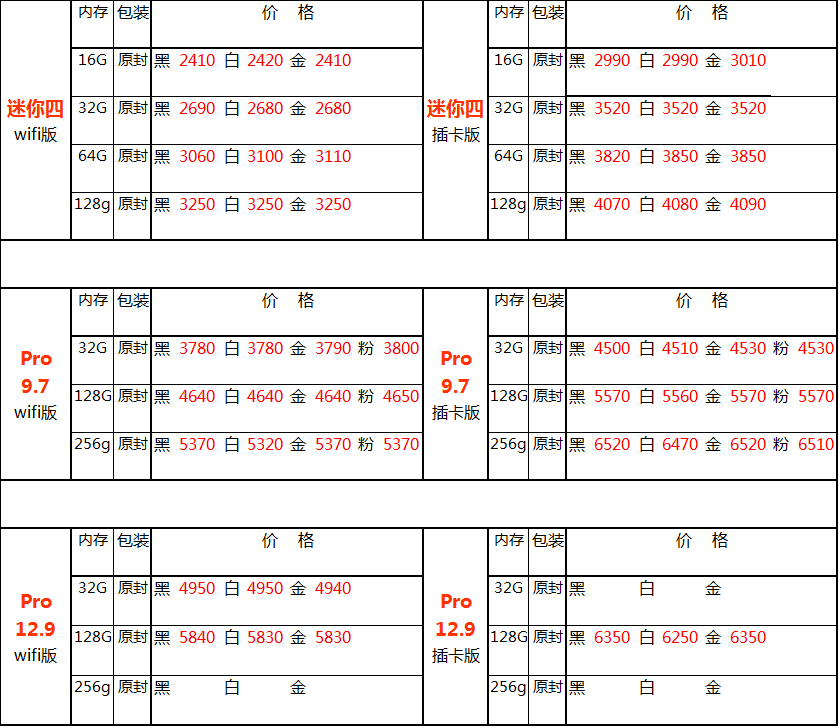 内存 包装 价 格 内存 包装 价 格
16G 原封 黑 2410 白 2420 金 2410 16G 原封 黑 2990 白 2990 金 3010
迷你四 32G 原封 黑 2690 白 2680 金 2680 迷你四 32G 原封 黑 3520 白 3520 金 3520
wifi版 插卡版
64G 原封 黑 3060 白 3100 金 3110 64G 原封 黑 3820 白 3850 金 3850
128g 原封 黑 3250 白 3250 金 3250 128g 原封 黑 4070 白 4080 金 4090
内存 包装 价 格 内存 包装 价 格
Pro 32G 原封 黑 3780 白 3780 金 3790 粉 3800 Pro 32G 原封 黑 4500 白 4510 金 4530 粉 4530
9.7 128G 原封 黑 4640 白 4640 金 4640 粉 4650 9.7 128G 原封 黑 5570 白 5560 金 5570 粉 5570
wifi版 插卡版
256g 原封 黑 5370 白 5320 金 5370 粉 5370 256g 原封 黑 6520 白 6470 金 6520 粉 6510
内存 包装 价 格 内存 包装 价 格
32G 原封 黑 4950 白 4950 金 4940 32G 原封 黑 白 金
Pro Pro
12.9 128G 原封 黑 5840 白 5830 金 5830 12.9 128G 原封 黑 6350 白 6250 金 6350
wifi版 插卡版
256g 原封 黑 白 金 256g 原封 黑 白 金